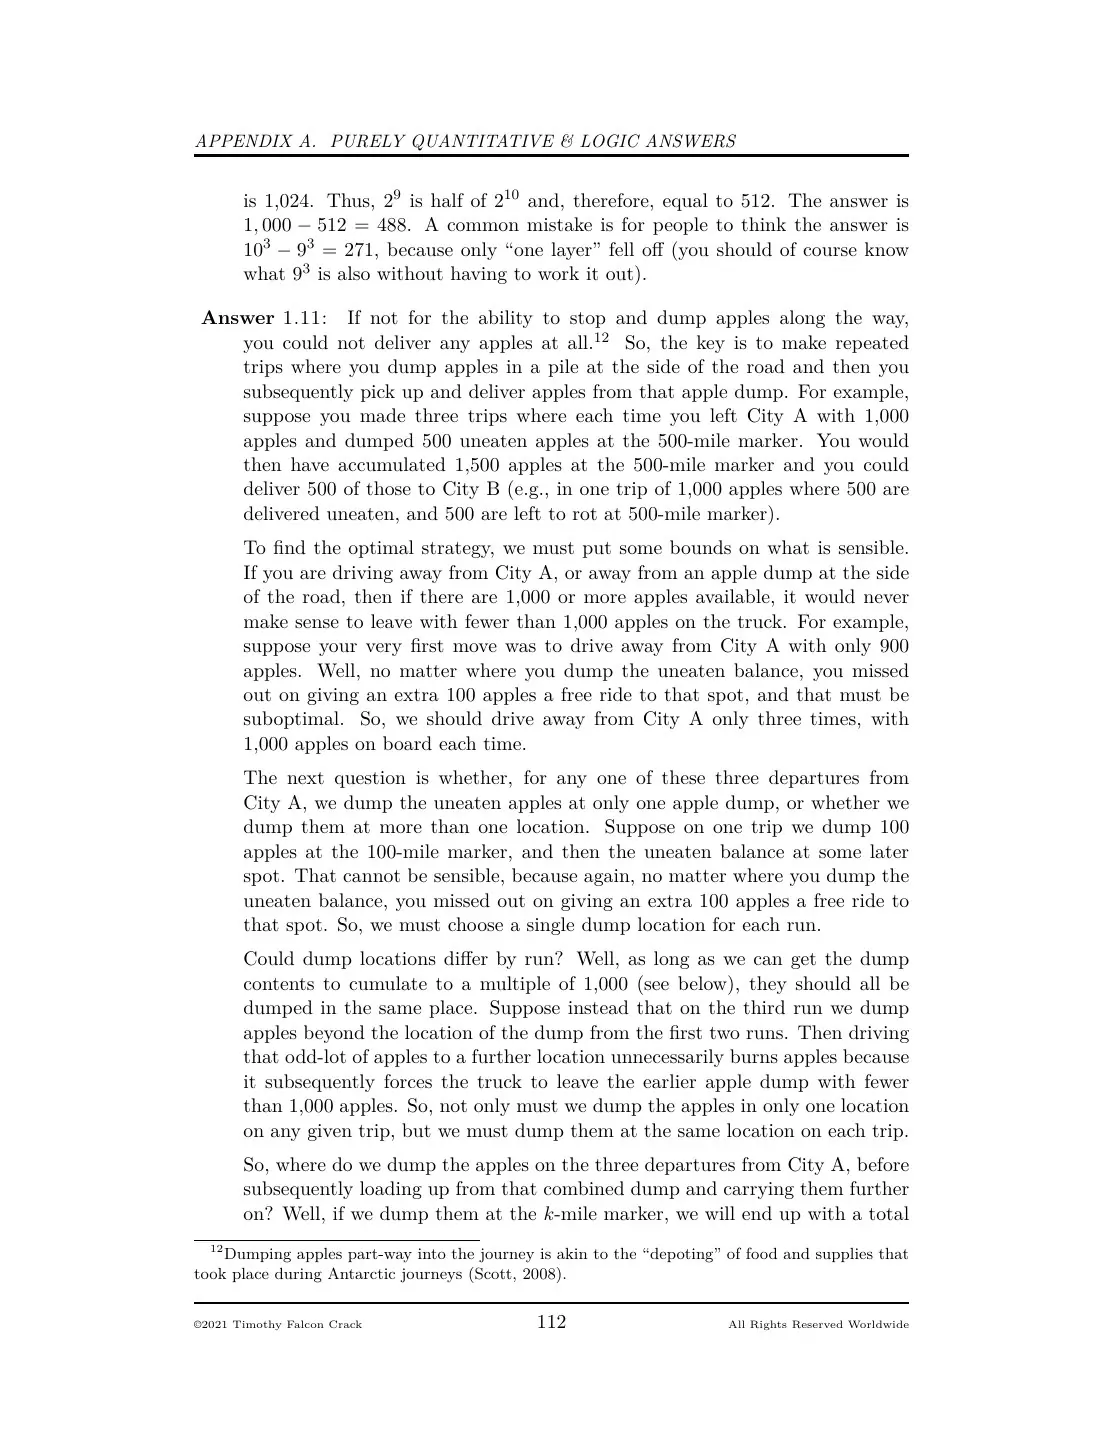 APPENDIX A. PURELY QUANTITATIVE & LOGIC ANSWERS
is 1,024. Thus, 2⁹ is half of 2¹⁰ and, therefore, equal to 512. The answer is
1,000 − 512 = 488. A common mistake is for people to think the answer is
10³ − 9³ = 271, because only “one layer” fell off (you should of course know
what 9³ is also without having to work it out).
Answer 1.11: If not for the ability to stop and dump apples along the way,
you could not deliver any apples at all.¹² So, the key is to make repeated
trips where you dump apples in a pile at the side of the road and then you
subsequently pick up and deliver apples from that apple dump. For example,
suppose you made three trips where each time you left City A with 1,000
apples and dumped 500 uneaten apples at the 500-mile marker. You would
then have accumulated 1,500 apples at the 500-mile marker and you could
deliver 500 of those to City B (e.g., in one trip of 1,000 apples where 500 are
delivered uneaten, and 500 are left to rot at 500-mile marker).
To find the optimal strategy, we must put some bounds on what is sensible.
If you are driving away from City A, or away from an apple dump at the side
of the road, then if there are 1,000 or more apples available, it would never
make sense to leave with fewer than 1,000 apples on the truck. For example,
suppose your very first move was to drive away from City A with only 900
apples. Well, no matter where you dump the uneaten balance, you missed
out on giving an extra 100 apples a free ride to that spot, and that must be
suboptimal. So, we should drive away from City A only three times, with
1,000 apples on board each time.
The next question is whether, for any one of these three departures from
City A, we dump the uneaten apples at only one apple dump, or whether we
dump them at more than one location. Suppose on one trip we dump 100
apples at the 100-mile marker, and then the uneaten balance at some later
spot. That cannot be sensible, because again, no matter where you dump the
uneaten balance, you missed out on giving an extra 100 apples a free ride to
that spot. So, we must choose a single dump location for each run.
Could dump locations differ by run? Well, as long as we can get the dump
contents to cumulate to a multiple of 1,000 (see below), they should all be
dumped in the same place. Suppose instead that on the third run we dump
apples beyond the location of the dump from the first two runs. Then driving
that odd-lot of apples to a further location unnecessarily burns apples because
it subsequently forces the truck to leave the earlier apple dump with fewer
than 1,000 apples. So, not only must we dump the apples in only one location
on any given trip, but we must dump them at the same location on each trip.
So, where do we dump the apples on the three departures from City A, before
subsequently loading up from that combined dump and carrying them further
on? Well, if we dump them at the k-mile marker, we will end up with a total
¹²Dumping apples part-way into the journey is akin to the “depoting” of food and supplies that
took place during Antarctic journeys (Scott, 2008).
©2021 Timothy Falcon Crack 112 All Rights Reserved Worldwide